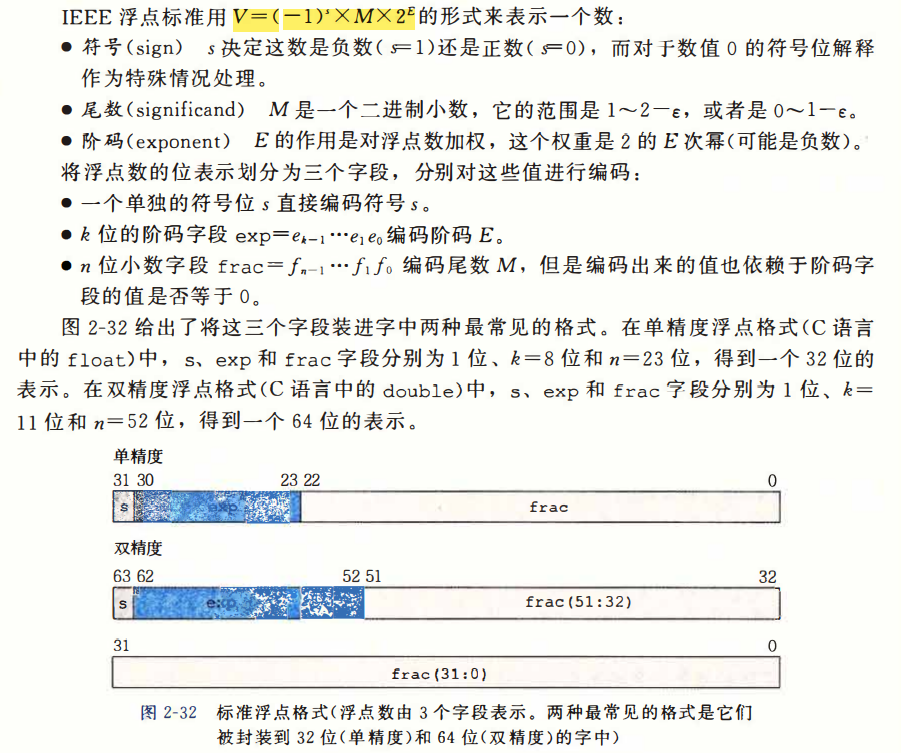 IEEE 浮点标准用 V=(-1)ˢ×M×2ᴱ 的形式来表示一个数：
● 符号(sign) s 决定这数是负数(s=1)还是正数(s=0)，而对于数值 0 的符号位解释
作为特殊情况处理。
● 尾数(significand) M 是一个二进制小数，它的范围是 1~2-ε，或者是 0~1-ε。
● 阶码(exponent) E 的作用是对浮点数加权，这个权重是 2 的 E 次幂(可能是负数)。
将浮点数的位表示划分为三个字段，分别对这些值进行编码：
● 一个单独的符号位 s 直接编码符号 s。
● k 位的阶码字段 exp=eₖ₋₁⋯e₁e₀ 编码阶码 E。
● n 位小数字段 frac=fₙ₋₁⋯f₁f₀ 编码尾数 M，但是编码出来的值也依赖于阶码字
段的值是否等于 0。
图 2-32 给出了将这三个字段装进字中两种最常见的格式。在单精度浮点格式(C 语言
中的 float)中，s、exp 和 frac 字段分别为 1 位、k=8 位和 n=23 位，得到一个 32 位的
表示。在双精度浮点格式(C 语言中的 double)中，s、exp 和 frac 字段分别为 1 位、k=
11 位和 n=52 位，得到一个 64 位的表示。
单精度
31 30 23 22 0
s exp frac
双精度
63 62 52 51 32
s exp frac(51:32)
31 0
frac(31:0)
图 2-32 标准浮点格式(浮点数由 3 个字段表示。两种最常见的格式是它们
被封装到 32 位(单精度)和 64 位(双精度)的字中)